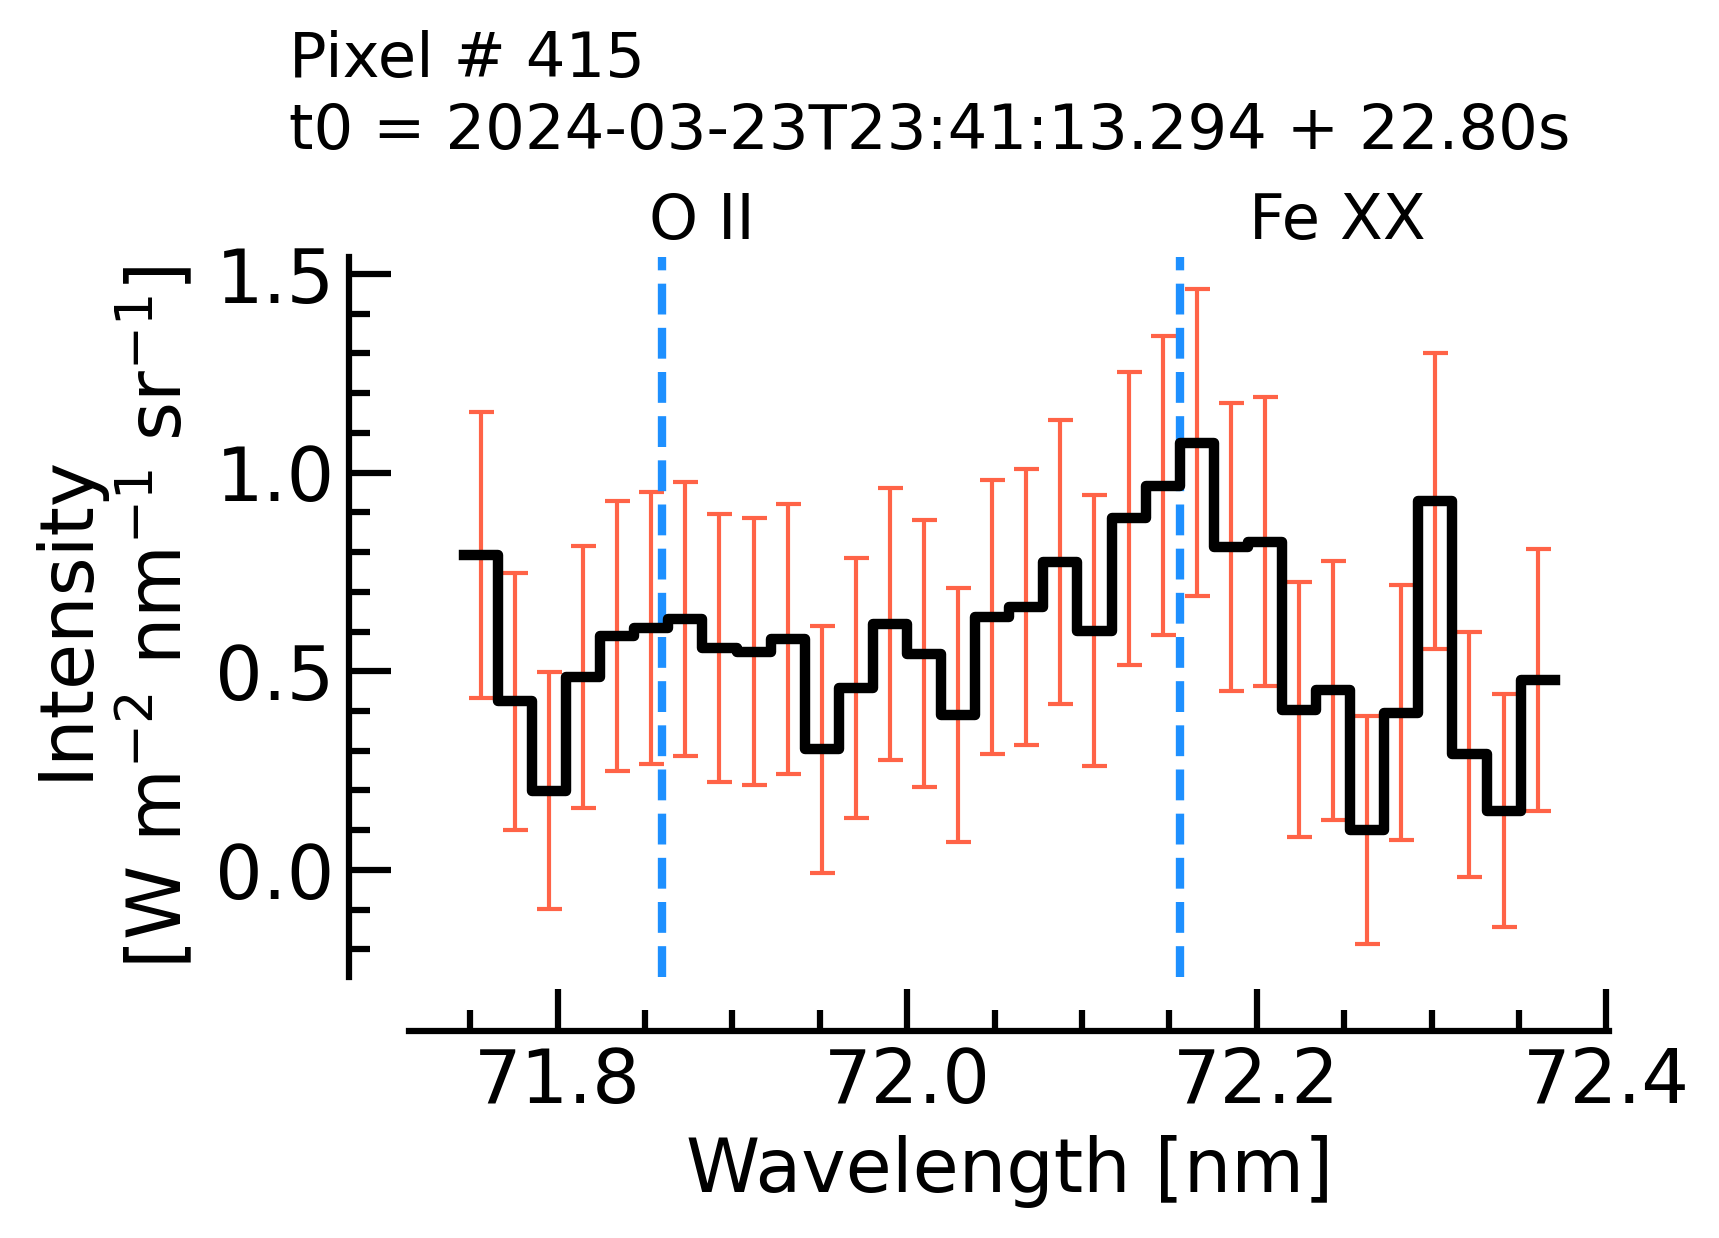 Pixel # 415
t0 = 2024-03-23T23:41:13.294 + 22.80s
O II
Fe XX
Intensity
[W m⁻² nm⁻¹ sr⁻¹]
1.5
1.0
0.5
0.0
71.8
72.0
72.2
72.4
Wavelength [nm]